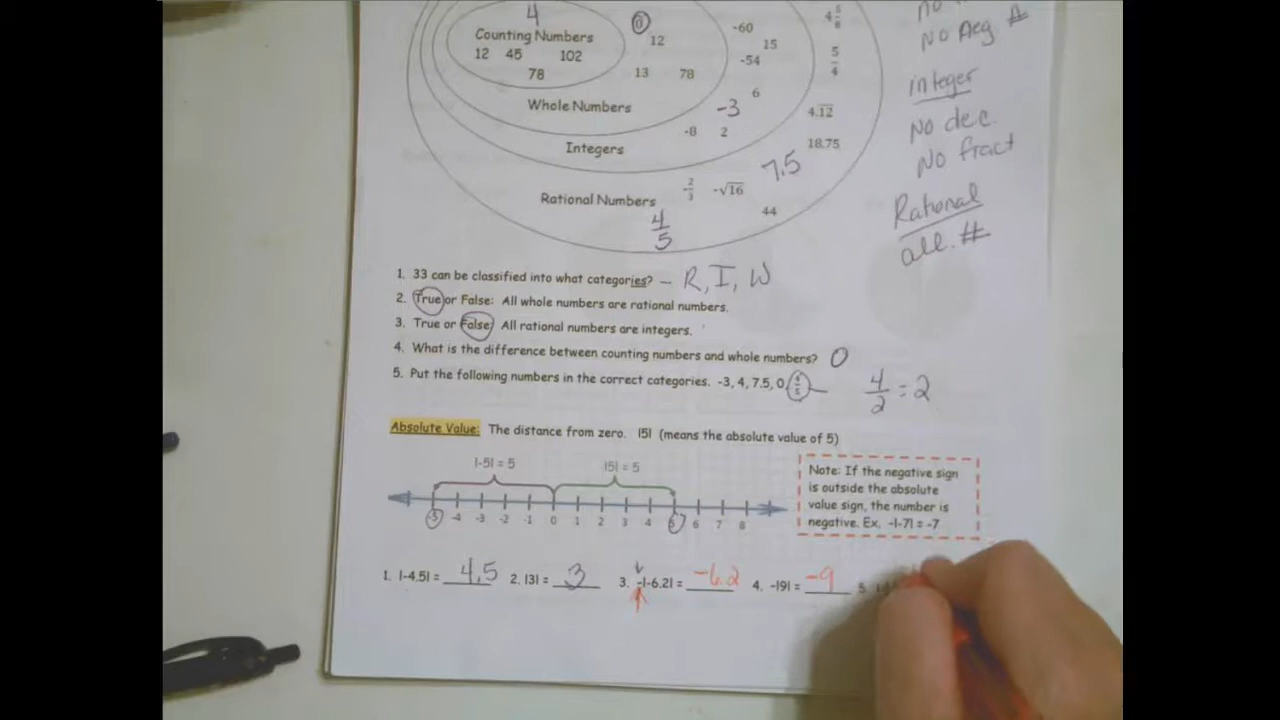 4
Counting Numbers
12 45 102
78
0
12
13 78
Whole Numbers
-60
15
-54
6
-3
-8 2
Integers
4 5/8
5/4
4.1̅2̅
18.75
7.5
-2/3 -√16
44
Rational Numbers
4/5
No neg. #
integer
No dec.
No fract
Rational
all #
1. 33 can be classified into what categories? — R, I, W
2. True or False: All whole numbers are rational numbers.
3. True or False: All rational numbers are integers.
4. What is the difference between counting numbers and whole numbers? 0
5. Put the following numbers in the correct categories. -3, 4, 7.5, 0, 4/5
4/2 = 2
Absolute Value: The distance from zero. |5| (means the absolute value of 5)
|-5| = 5 |5| = 5
-5 -4 -3 -2 -1 0 1 2 3 4 5 6 7 8
Note: If the negative sign
is outside the absolute
value sign, the number is
negative. Ex. -|-7| = -7
1. |-4.5| = 4.5 2. |3| = 3 3. -|-6.2| = -6.2 4. -|9| = -9 5.